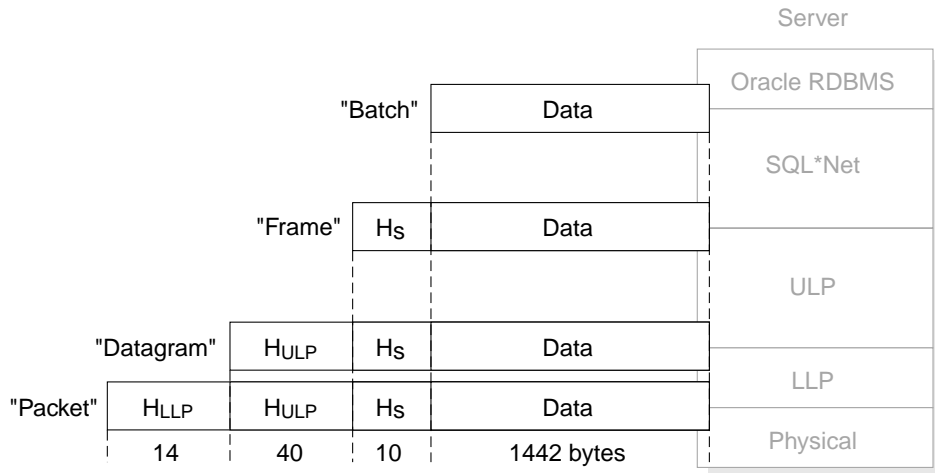 Server
Oracle RDBMS
"Batch" Data
SQL*Net
"Frame" HS Data
ULP
"Datagram" HULP HS Data
LLP
"Packet" HLLP HULP HS Data
Physical
14 40 10 1442 bytes